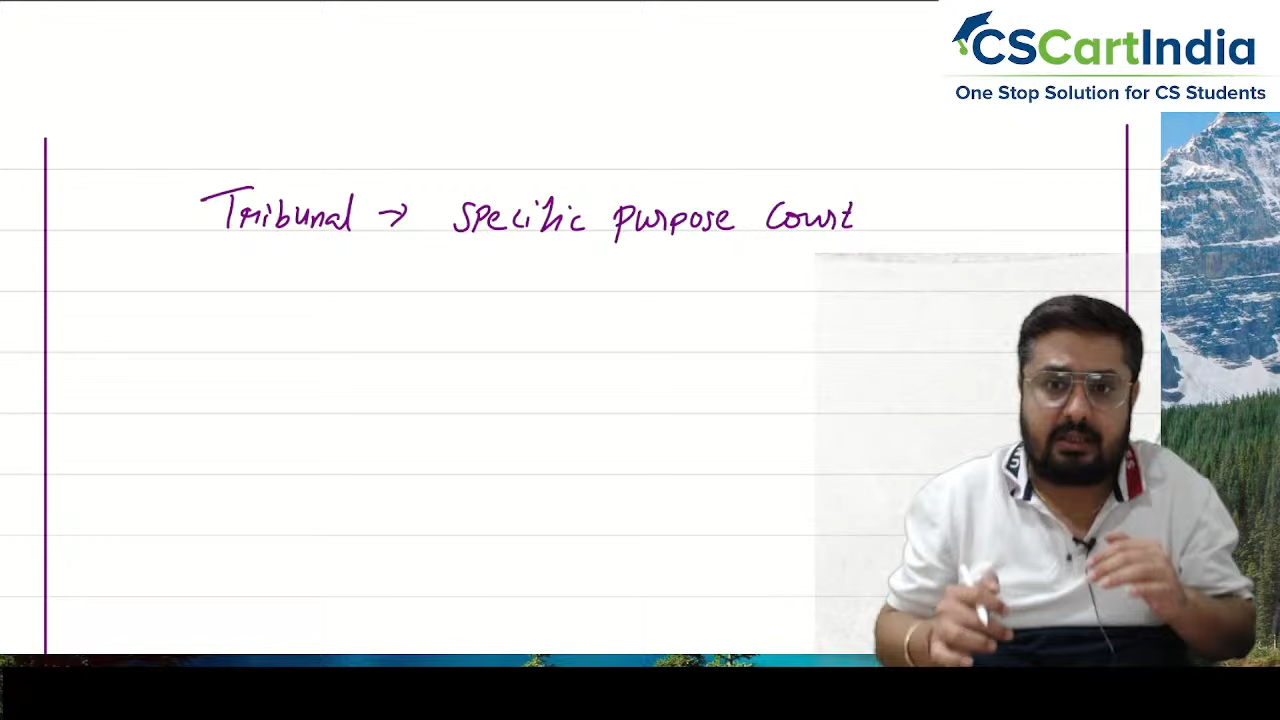 CSCartIndia
One Stop Solution for CS Students
Tribunal → specific purpose court